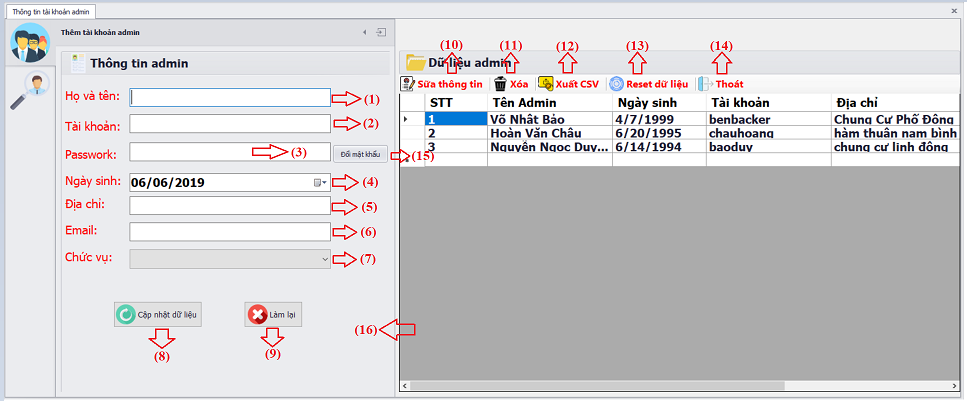 Thông tin tài khoản admin
Thêm tài khoản admin
Thông tin admin
Họ và tên: (1)
Tài khoản: (2)
Passwork: (3) Đổi mật khẩu (15)
Ngày sinh: 06/06/2019 (4)
Địa chỉ: (5)
Email: (6)
Chức vụ: (7)
Cập nhật dữ liệu Làm lại
(8) (9)
(10) (11) (12) (13) (14)
Dữ liệu admin
Sữa thông tin Xóa Xuất CSV Reset dữ liệu Thoát
STT Tên Admin Ngày sinh Tài khoản Địa chỉ
1 Võ Nhât Bảo 4/7/1999 benbacker Chung Cư Phố Đông
2 Hoàn Văn Châu 6/20/1995 chauhoang hàm thuân nam bình
3 Nguyễn Ngọc Duy... 6/14/1994 baoduy chung cư linh đông
(16)